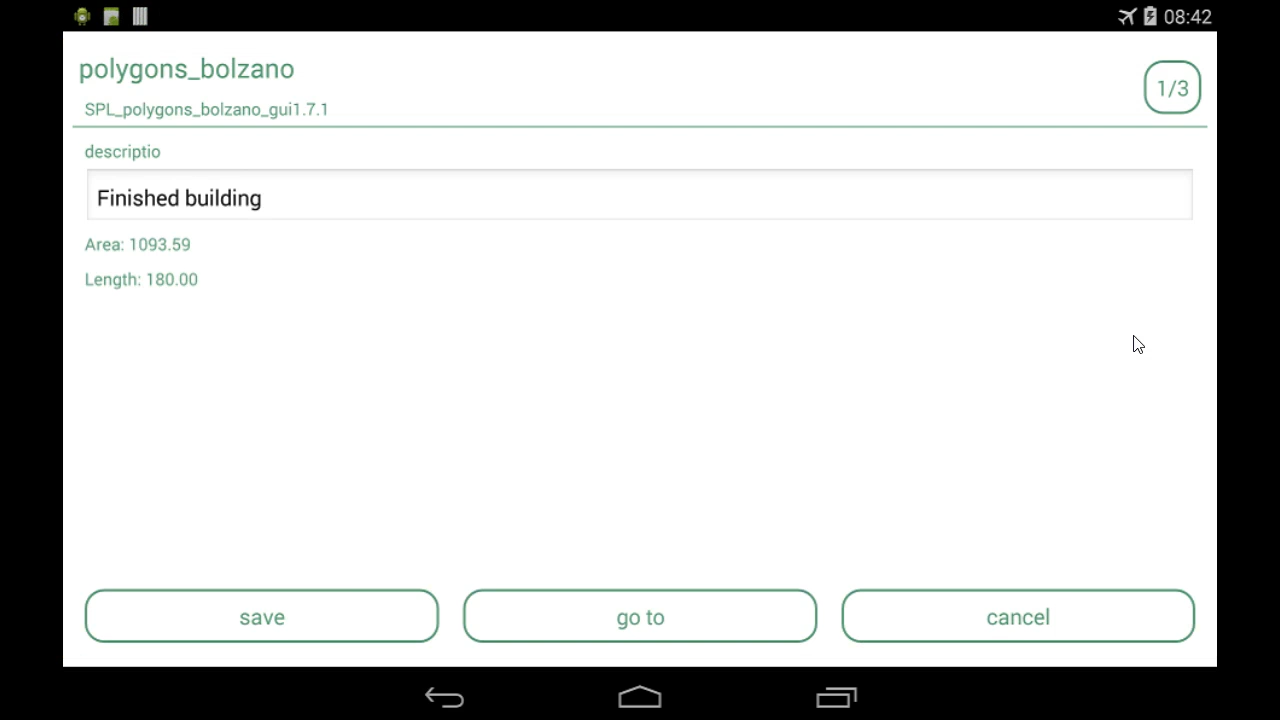 08:42
polygons_bolzano
1/3
SPL_polygons_bolzano_gui1.7.1
descriptio
Finished building
Area: 1093.59
Length: 180.00
save
go to
cancel